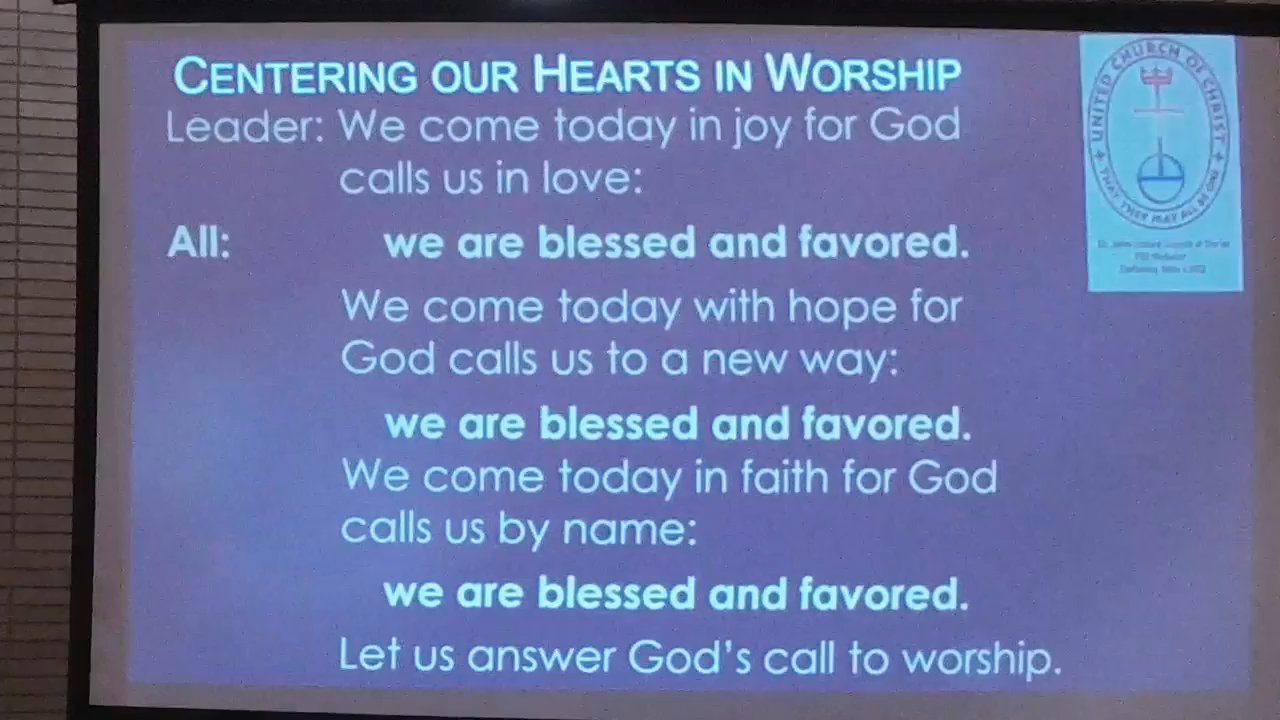 CENTERING OUR HEARTS IN WORSHIP
Leader: We come today in joy for God
calls us in love:
All: we are blessed and favored.
We come today with hope for
God calls us to a new way:
we are blessed and favored.
We come today in faith for God
calls us by name:
we are blessed and favored.
Let us answer God's call to worship.
UNITED CHURCH OF CHRIST
THAT THEY MAY ALL BE ONE